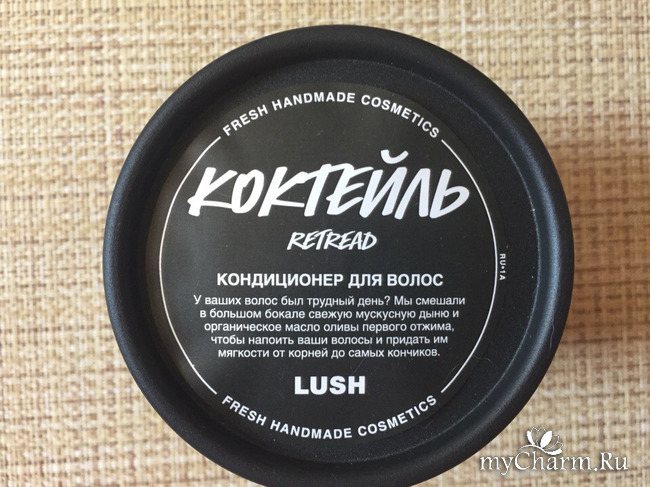 FRESH HANDMADE COSMETICS
КОКТЕЙЛЬ
RETREAD
RU•1A
КОНДИЦИОНЕР ДЛЯ ВОЛОС
У ваших волос был трудный день? Мы смешали
в большом бокале свежую мускусную дыню и
органическое масло оливы первого отжима,
чтобы напоить ваши волосы и придать им
мягкости от корней до самых кончиков.
LUSH
FRESH HANDMADE COSMETICS
myCharm.Ru